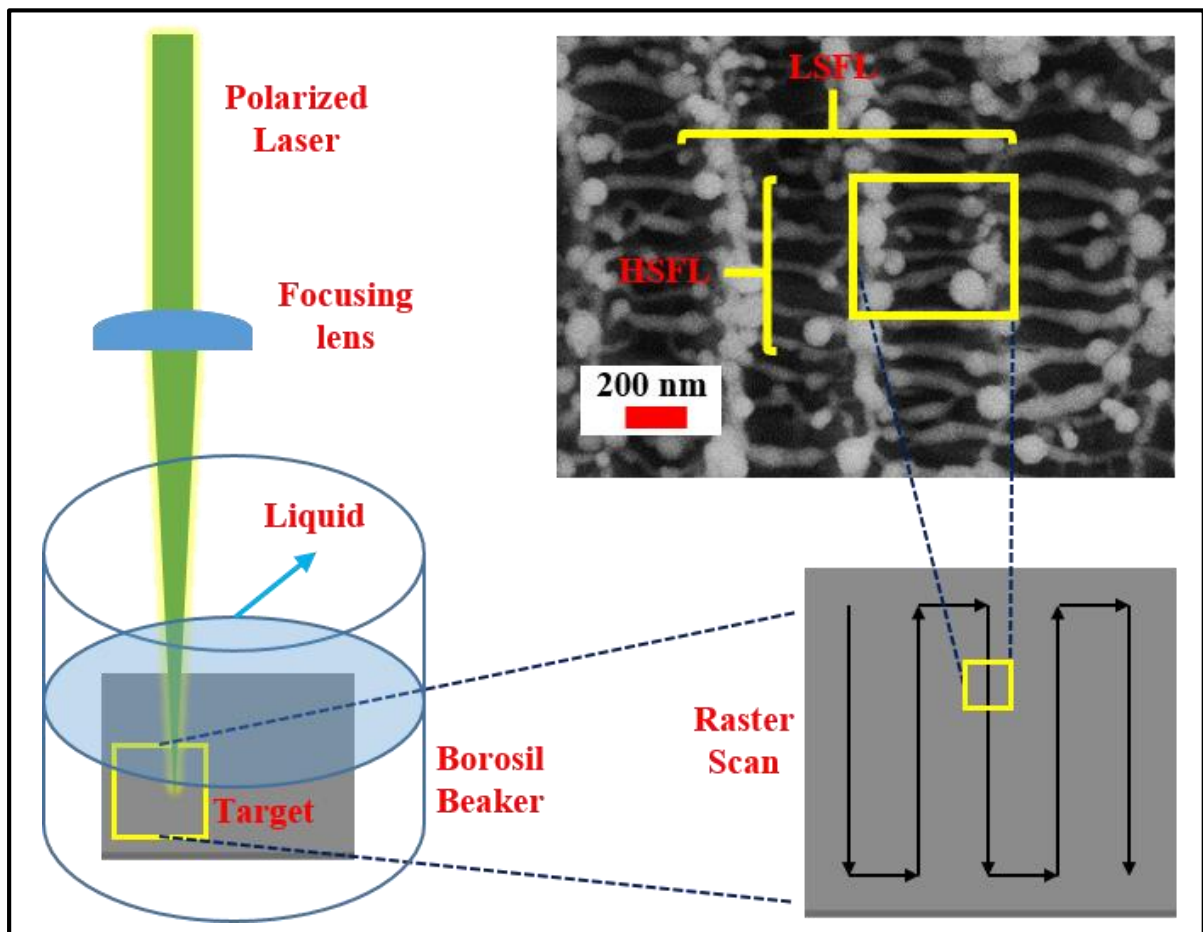 Polarized
Laser
Focusing
lens
Liquid
Target
Borosil
Beaker
LSFL
HSFL
200 nm
Raster
Scan